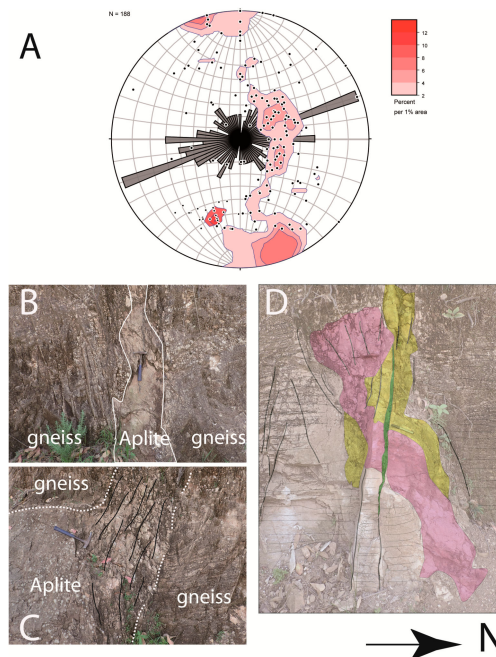 A
N = 188
12
10
8
6
4
2
Percent
per 1% area
B
gneiss
Aplite
gneiss
C
gneiss
Aplite
gneiss
D
N